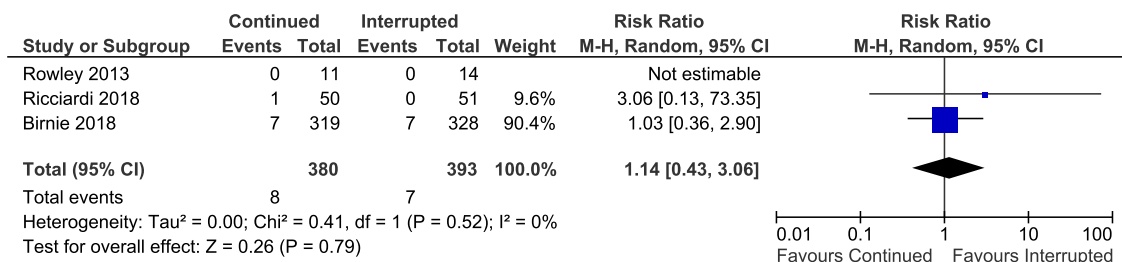 Continued Interrupted Risk Ratio Risk Ratio
Study or Subgroup Events Total Events Total Weight M-H, Random, 95% CI M-H, Random, 95% CI
Rowley 2013 0 11 0 14 Not estimable
Ricciardi 2018 1 50 0 51 9.6% 3.06 [0.13, 73.35]
Birnie 2018 7 319 7 328 90.4% 1.03 [0.36, 2.90]
Total (95% CI) 380 393 100.0% 1.14 [0.43, 3.06]
Total events 8 7
Heterogeneity: Tau² = 0.00; Chi² = 0.41, df = 1 (P = 0.52); I² = 0%
Test for overall effect: Z = 0.26 (P = 0.79)
0.01 0.1 1 10 100
Favours Continued Favours Interrupted